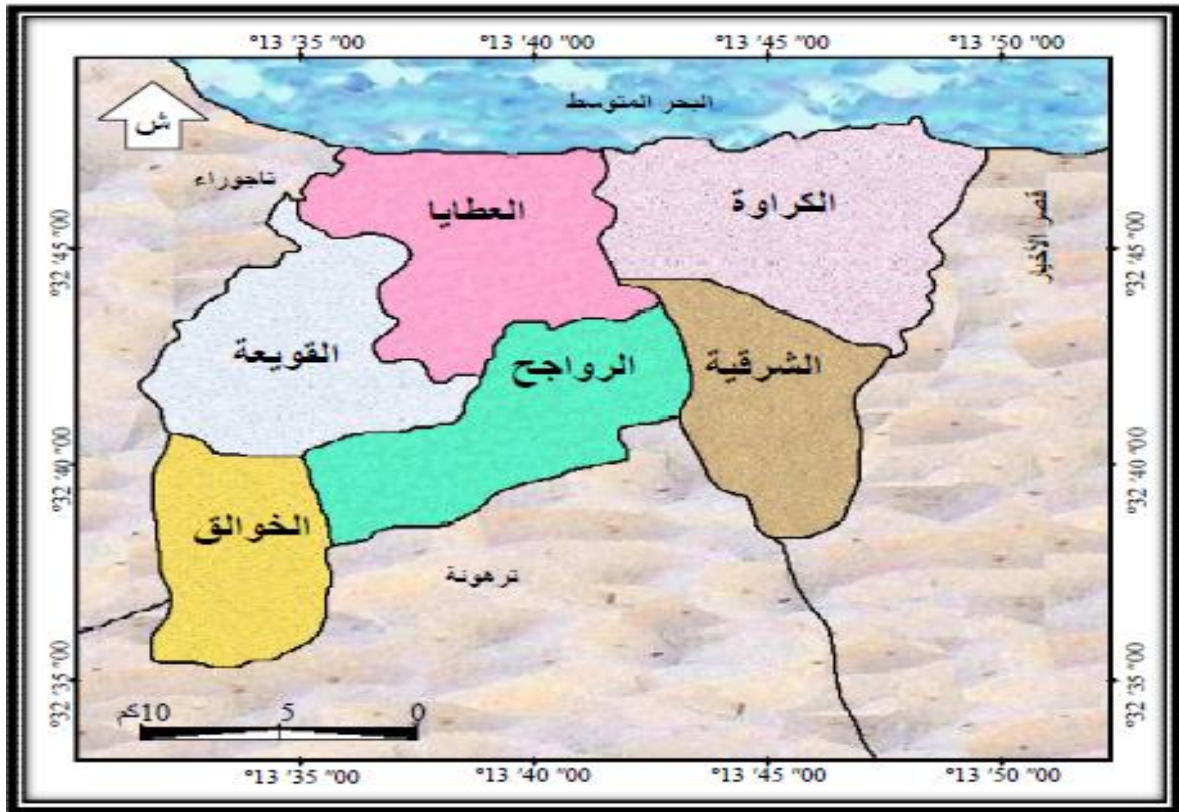 °13 ′35 ″00
°13 ′40 ″00
°13 ′45 ″00
°13 ′50 ″00
البحر المتوسط
ش
تاجوراء
العطايا
الكراوة
قصر الأخيار
°32 ′45 ″00
°32 ′45 ″00
القويعة
الرواجح
الشرقية
°32 ′40 ″00
°32 ′40 ″00
الخوالق
ترهونة
°32 ′35 ″00
°32 ′35 ″00
0 5 10كم
°13 ′35 ″00
°13 ′40 ″00
°13 ′45 ″00
°13 ′50 ″00